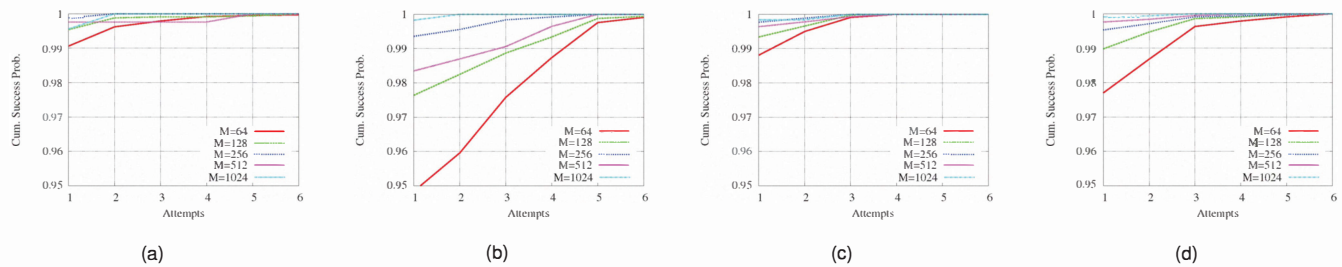 Cum. Success Prob.
1
0.99
0.98
0.97
0.96
0.95
M=64
M=128
M=256
M=512
M=1024
1 2 3 4 5 6
Attempts
(a)
Cum. Success Prob.
1
0.99
0.98
0.97
0.96
0.95
M=64
M=128
M=256
M=512
M=1024
1 2 3 4 5 6
Attempts
(b)
Cum. Success Prob.
1
0.99
0.98
0.97
0.96
0.95
M=64
M=128
M=256
M=512
M=1024
1 2 3 4 5 6
Attempts
(c)
Cum. Success Prob.
1
0.99
0.98
0.97
0.96
0.95
M=64
M=128
M=256
M=512
M=1024
1 2 3 4 5 6
Attempts
(d)